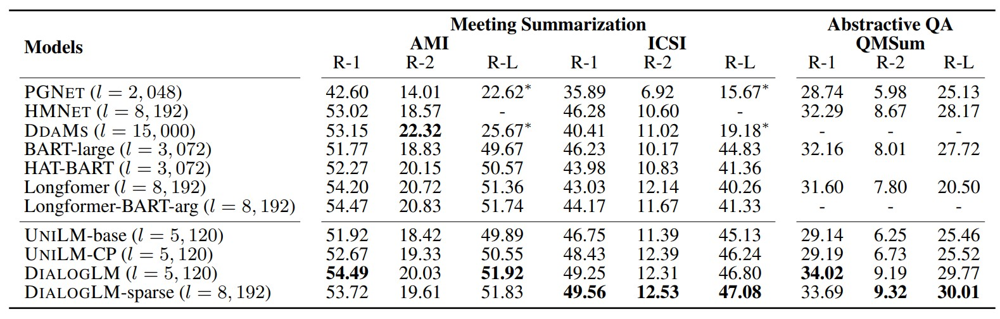 Meeting Summarization Abstractive QA
Models AMI ICSI QMSum
R-1 R-2 R-L R-1 R-2 R-L R-1 R-2 R-L
PGNET (l = 2, 048) 42.60 14.01 22.62* 35.89 6.92 15.67* 28.74 5.98 25.13
HMNET (l = 8, 192) 53.02 18.57 - 46.28 10.60 - 32.29 8.67 28.17
DDAMS (l = 15, 000) 53.15 22.32 25.67* 40.41 11.02 19.18* - - -
BART-large (l = 3, 072) 51.77 18.83 49.67 46.23 10.17 44.83 32.16 8.01 27.72
HAT-BART (l = 3, 072) 52.27 20.15 50.57 43.98 10.83 41.36
Longfomer (l = 8, 192) 54.20 20.72 51.36 43.03 12.14 40.26 31.60 7.80 20.50
Longformer-BART-arg (l = 8, 192) 54.47 20.83 51.74 44.17 11.67 41.33 - - -
UNILM-base (l = 5, 120) 51.92 18.42 49.89 46.75 11.39 45.13 29.14 6.25 25.46
UNILM-CP (l = 5, 120) 52.67 19.33 50.55 48.43 12.39 46.24 29.19 6.73 25.52
DIALOGLM (l = 5, 120) 54.49 20.03 51.92 49.25 12.31 46.80 34.02 9.19 29.77
DIALOGLM-sparse (l = 8, 192) 53.72 19.61 51.83 49.56 12.53 47.08 33.69 9.32 30.01